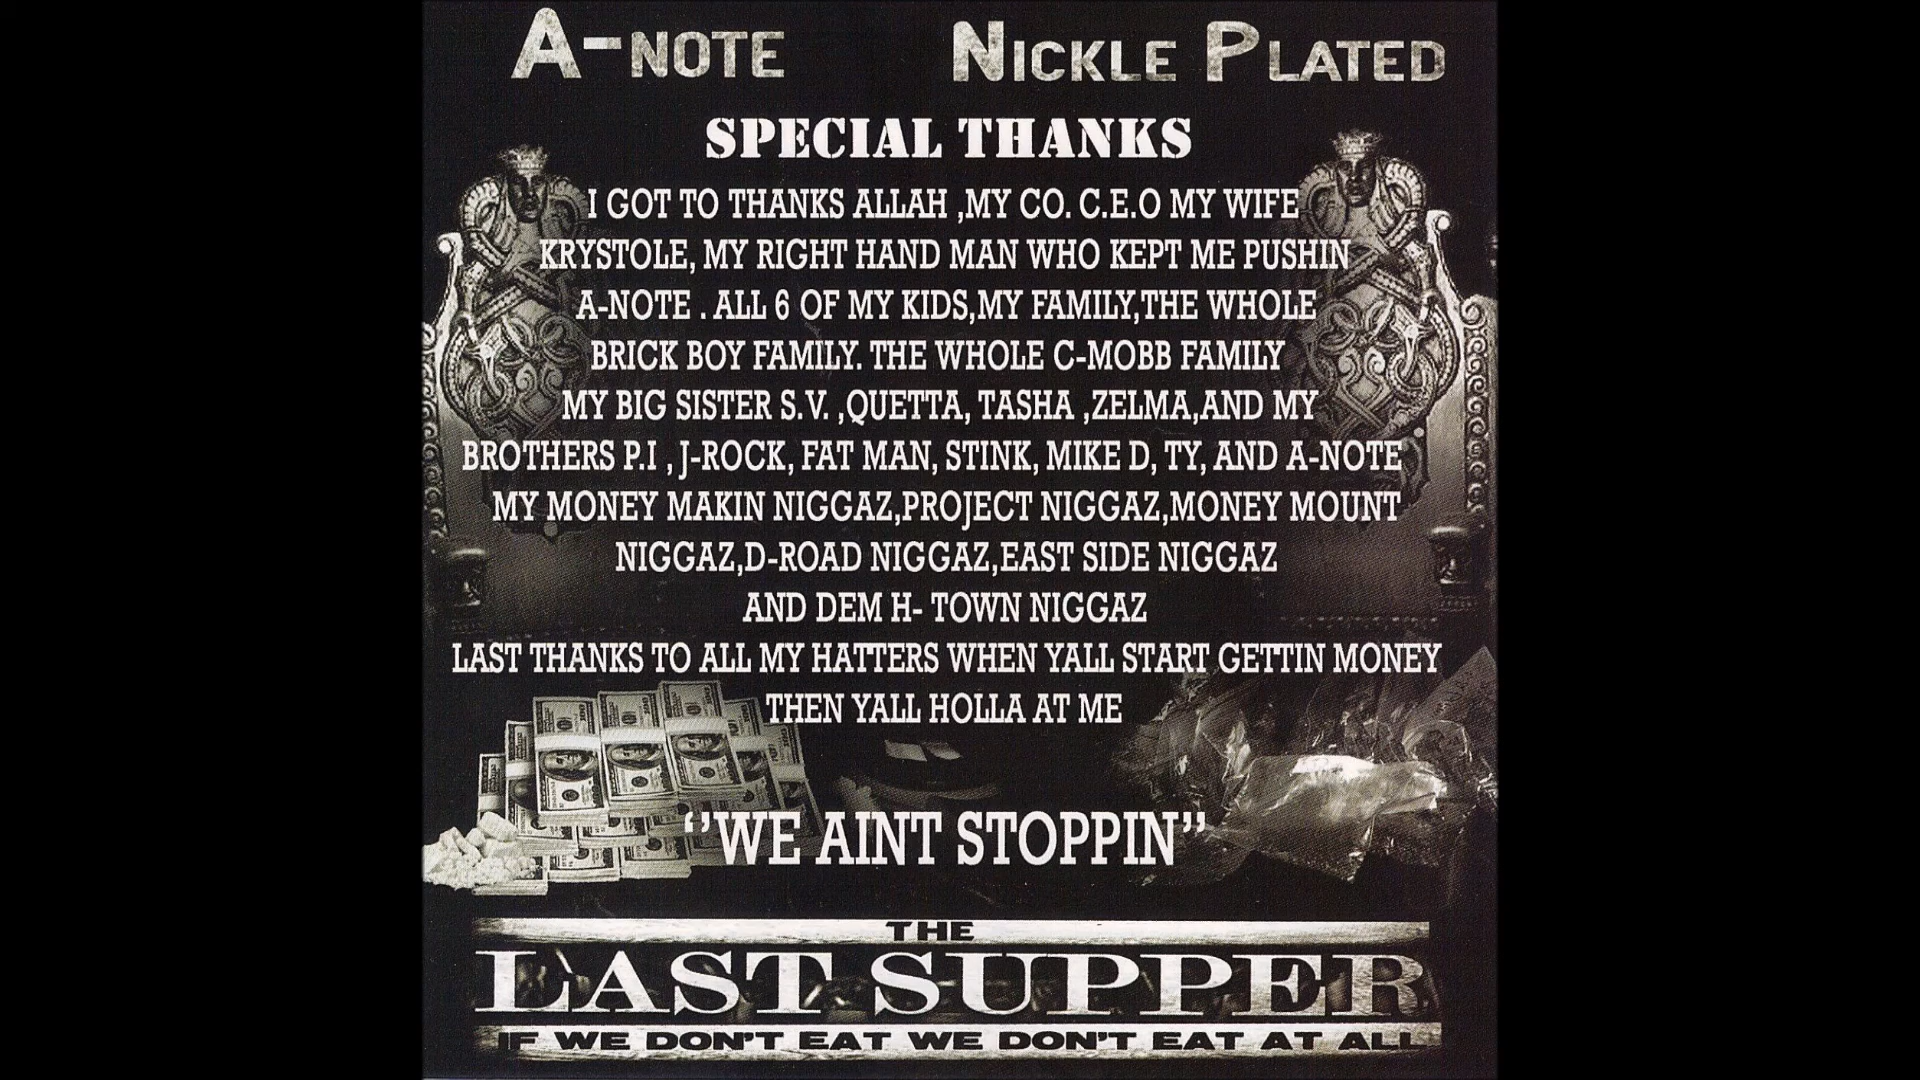 A-NOTE NICKLE PLATED
SPECIAL THANKS
I GOT TO THANKS ALLAH ,MY CO. C.E.O MY WIFE
KRYSTOLE, MY RIGHT HAND MAN WHO KEPT ME PUSHIN
A-NOTE . ALL 6 OF MY KIDS,MY FAMILY,THE WHOLE
BRICK BOY FAMILY. THE WHOLE C-MOBB FAMILY
MY BIG SISTER S.V. ,QUETTA, TASHA ,ZELMA,AND MY
BROTHERS P.I , J-ROCK, FAT MAN, STINK, MIKE D, TY, AND A-NOTE
MY MONEY MAKIN NIGGAZ,PROJECT NIGGAZ,MONEY MOUNT
NIGGAZ,D-ROAD NIGGAZ,EAST SIDE NIGGAZ
AND DEM H- TOWN NIGGAZ
LAST THANKS TO ALL MY HATTERS WHEN YALL START GETTIN MONEY
THEN YALL HOLLA AT ME
‘’WE AINT STOPPIN”
THE
LAST SUPPER
IF WE DON'T EAT WE DON'T EAT AT ALL